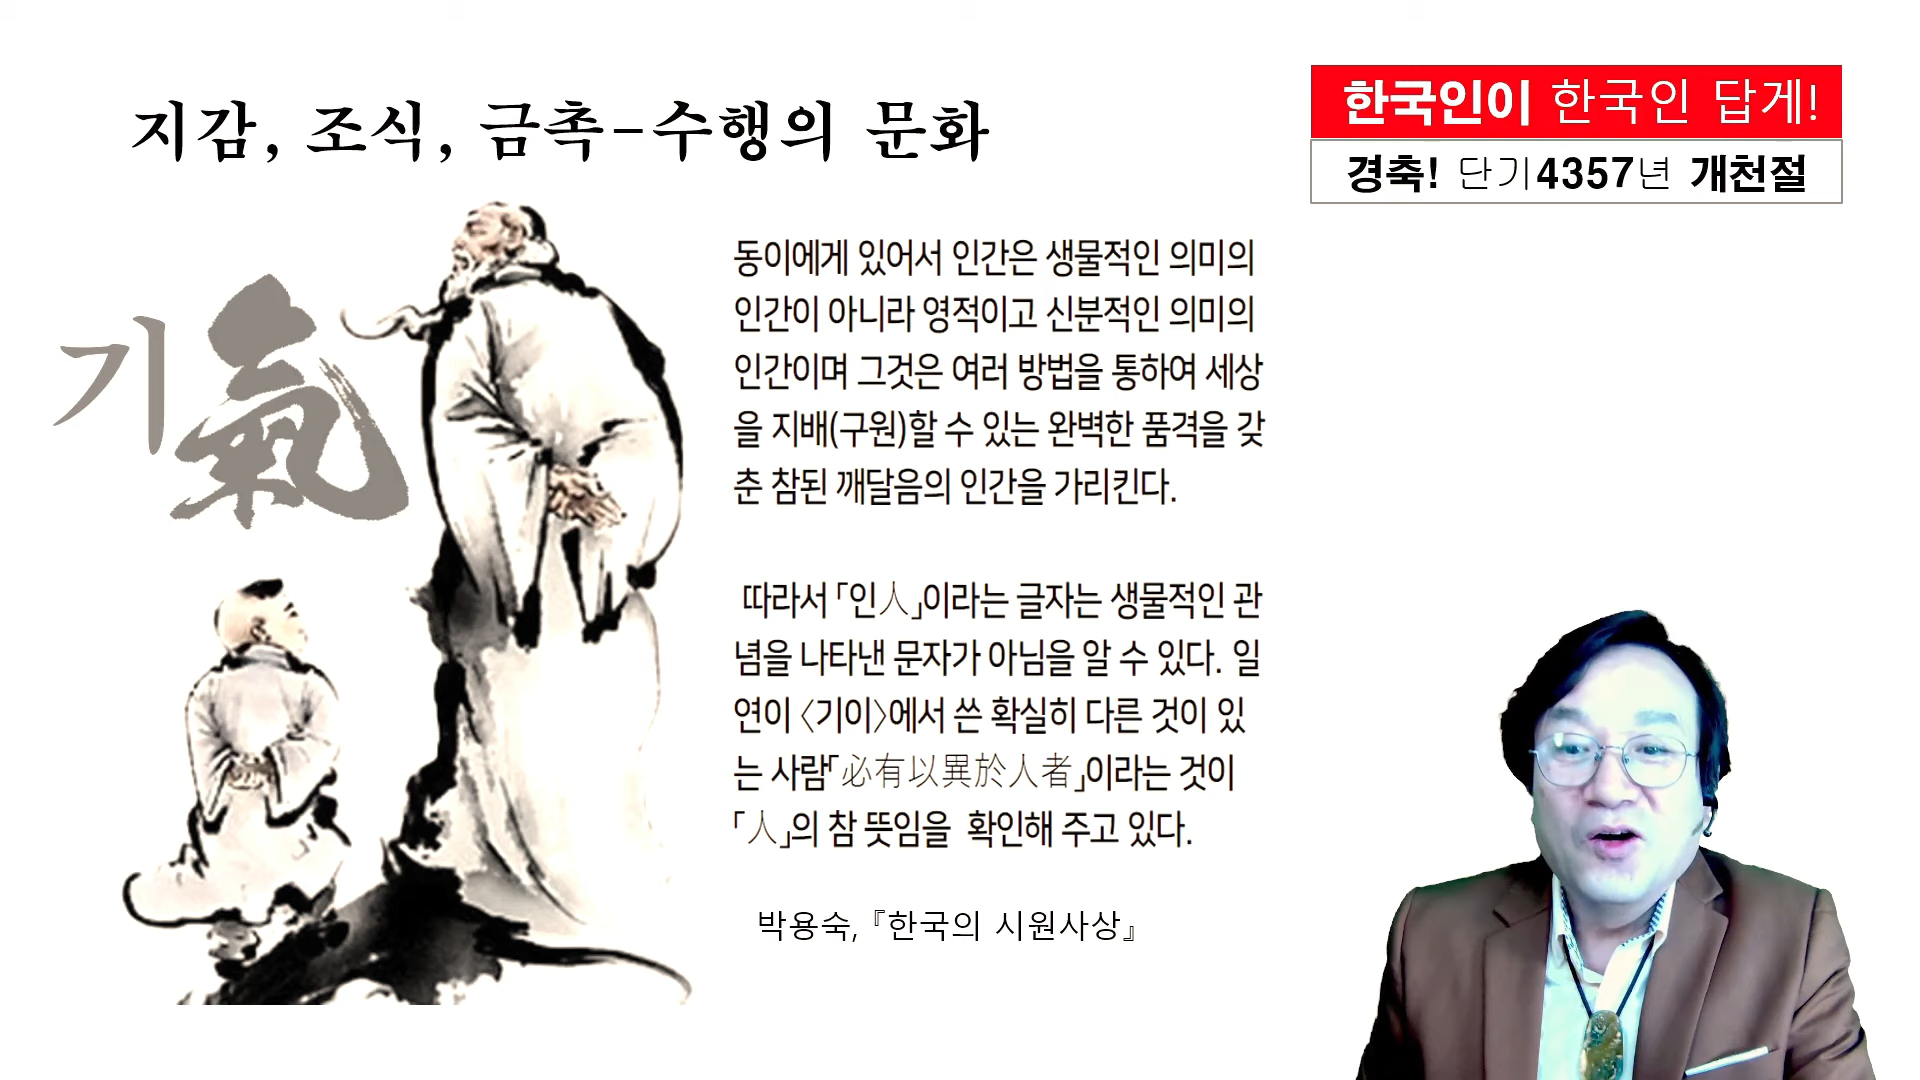 지감, 조식, 금촉-수행의 문화
한국인이 한국인 답게!
경축! 단기4357년 개천절
기氣
동이에게 있어서 인간은 생물적인 의미의
인간이 아니라 영적이고 신분적인 의미의
인간이며 그것은 여러 방법을 통하여 세상
을 지배(구원)할 수 있는 완벽한 품격을 갖
춘 참된 깨달음의 인간을 가리킨다.
따라서 「인人」이라는 글자는 생물적인 관
념을 나타낸 문자가 아님을 알 수 있다. 일
연이 〈기이〉에서 쓴 확실히 다른 것이 있
는 사람「必有以異於人者」이라는 것이
「人」의 참 뜻임을 확인해 주고 있다.
박용숙, 『한국의 시원사상』